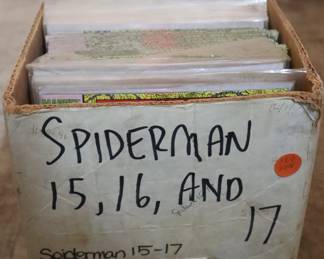 SPIDERMAN
15, 16, AND
17
Spiderman 15-17